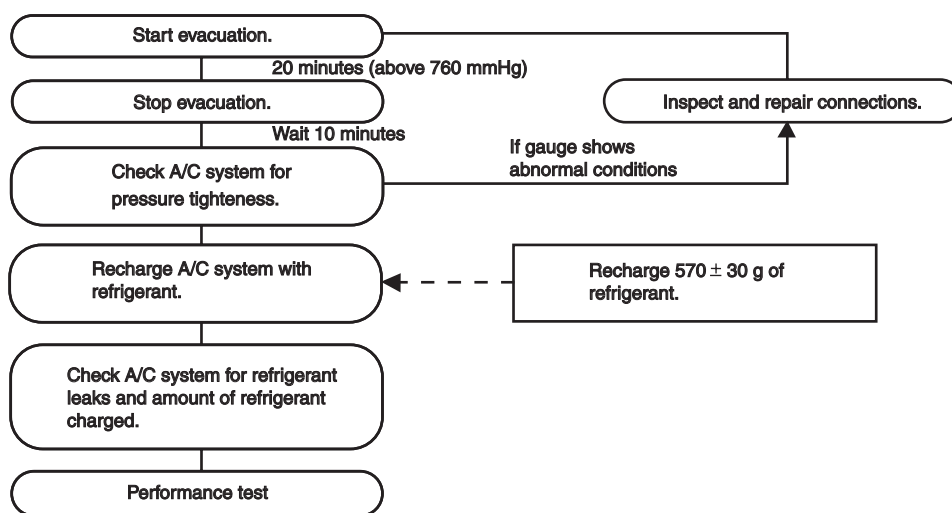 Start evacuation.
20 minutes (above 760 mmHg)
Stop evacuation.
Inspect and repair connections.
Wait 10 minutes
If gauge shows
abnormal conditions
Check A/C system for
pressure tighteness.
Recharge A/C system with
refrigerant.
Recharge 570 ± 30 g of
refrigerant.
Check A/C system for refrigerant
leaks and amount of refrigerant
charged.
Performance test